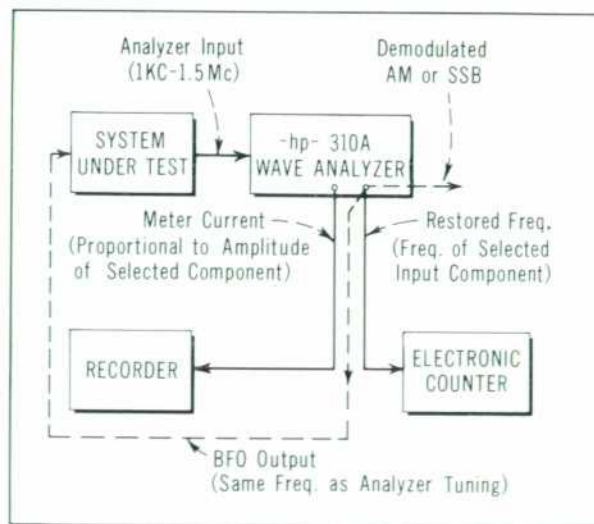 Analyzer Input
(1KC-1.5Mc)
Demodulated
AM or SSB
SYSTEM
UNDER TEST
-hp- 310A
WAVE ANALYZER
Meter Current
(Proportional to Amplitude
of Selected Component)
Restored Freq.
(Freq. of Selected
Input Component)
RECORDER
ELECTRONIC
COUNTER
BFO Output
(Same Freq. as Analyzer Tuning)